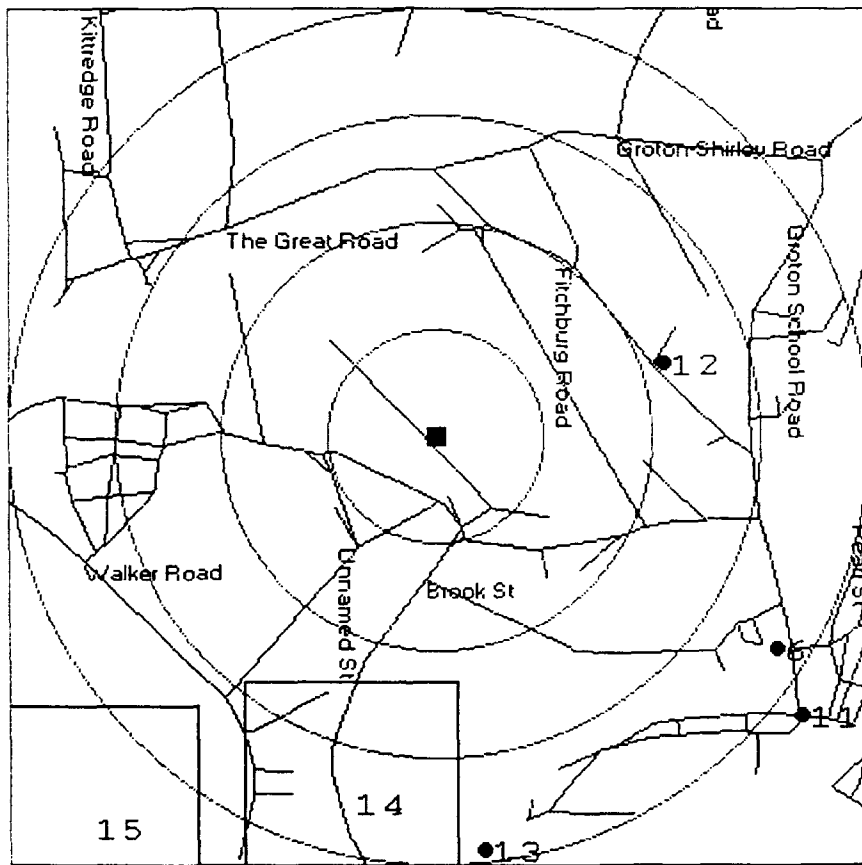 Kittredge Road
ad
Groton-Shirley Road
The Great Road
Groton School Road
Fitchburg Road
12
Walker Road
Unnamed St
Brook St
6
11
14
15
13